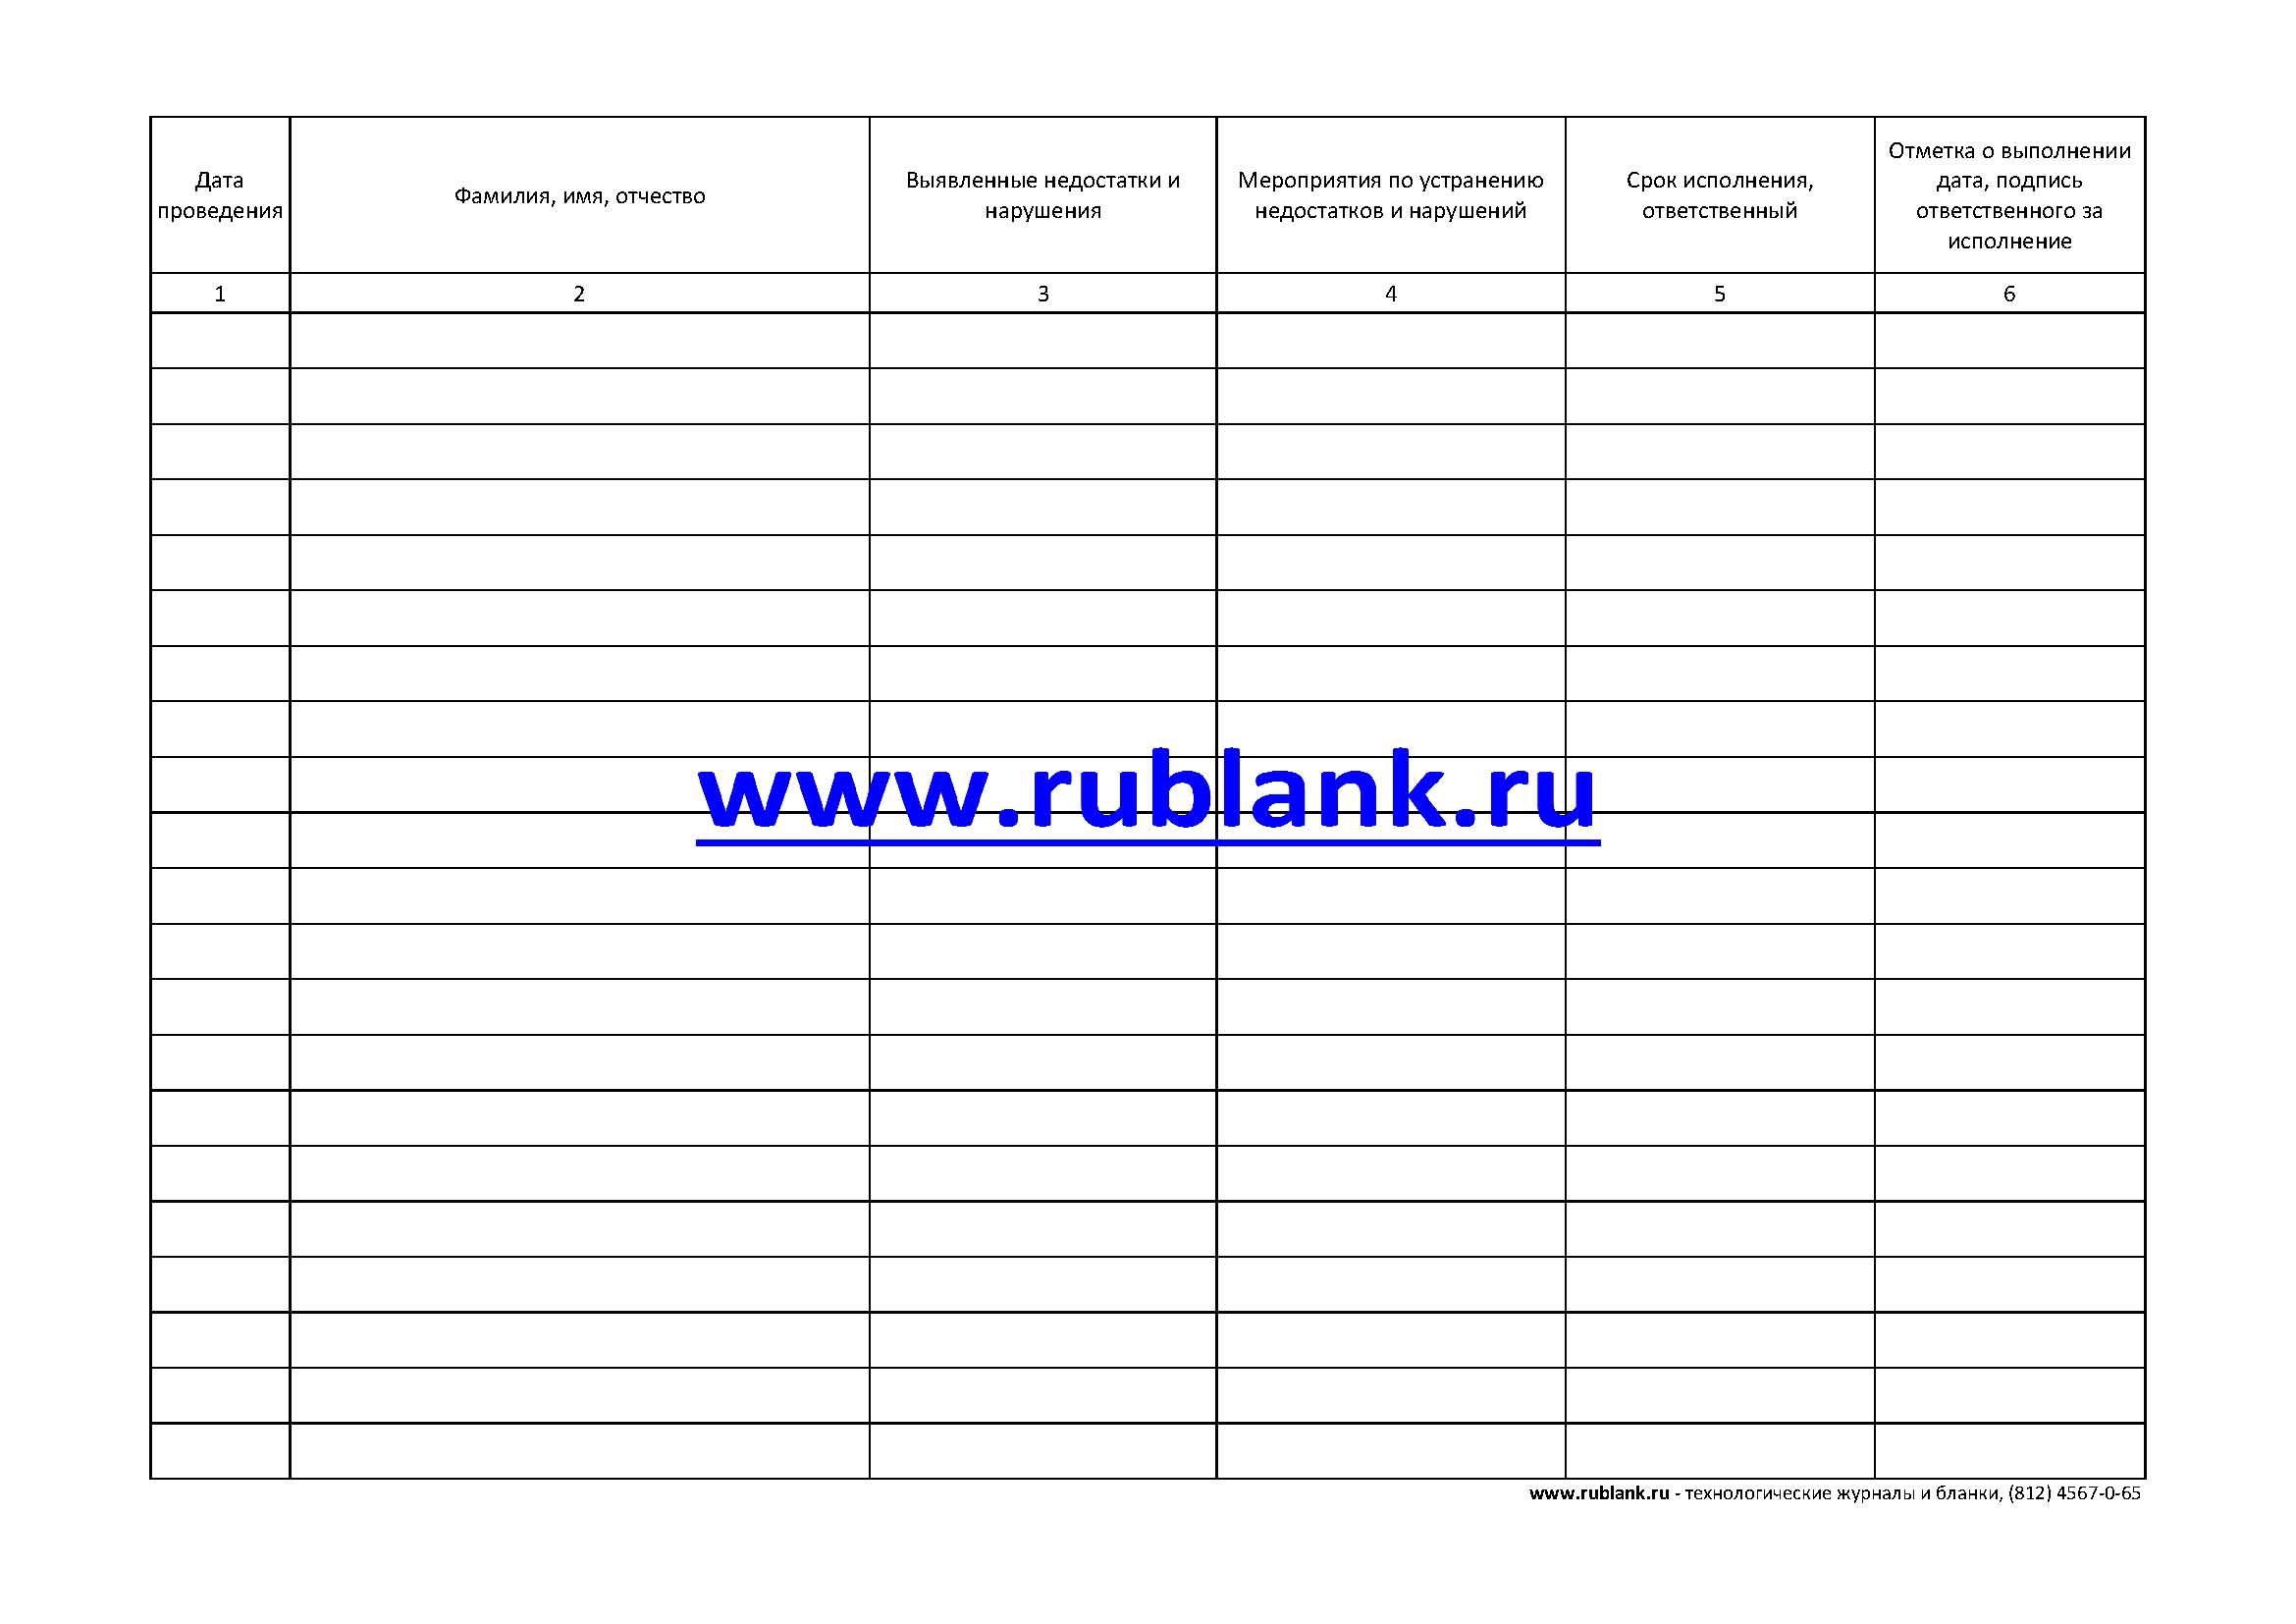 Дата
проведения
Фамилия, имя, отчество
Выявленные недостатки и
нарушения
Мероприятия по устранению
недостатков и нарушений
Срок исполнения,
ответственный
Отметка о выполнении
дата, подпись
ответственного за
исполнение
1 2 3 4 5 6
www.rublank.ru
www.rublank.ru - технологические журналы и бланки, (812) 4567-0-65